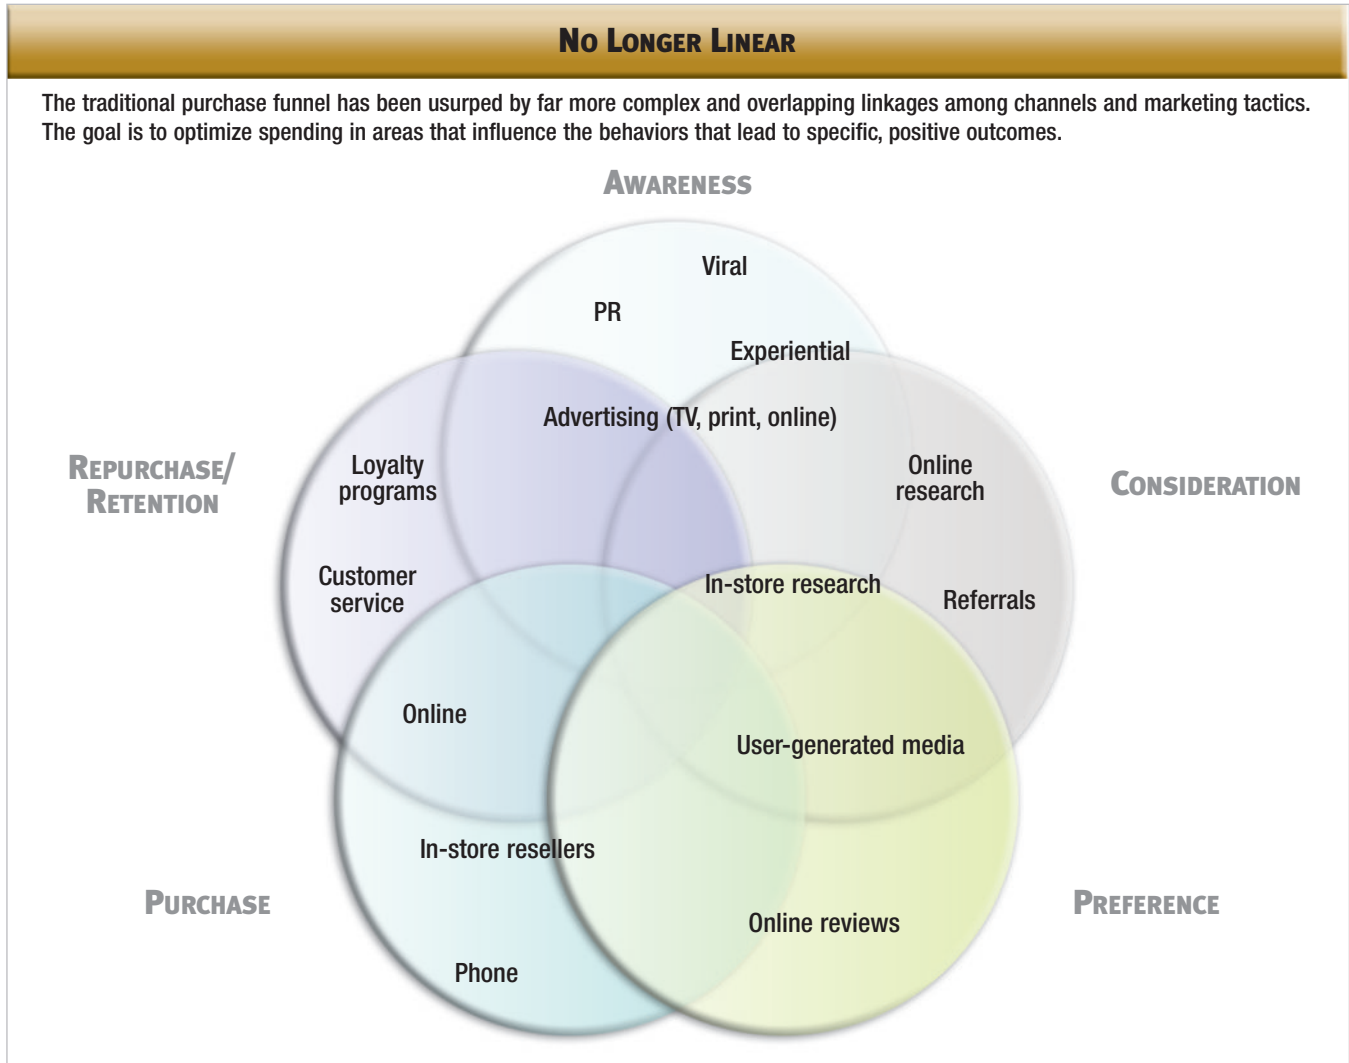 No Longer Linear
The traditional purchase funnel has been usurped by far more complex and overlapping linkages among channels and marketing tactics.
The goal is to optimize spending in areas that influence the behaviors that lead to specific, positive outcomes.
Awareness
Viral
PR
Experiential
Advertising (TV, print, online)
Repurchase/
Retention
Loyalty
programs
Online
research
Consideration
Customer
service
In-store research
Referrals
Online
User-generated media
In-store resellers
Purchase
Preference
Online reviews
Phone